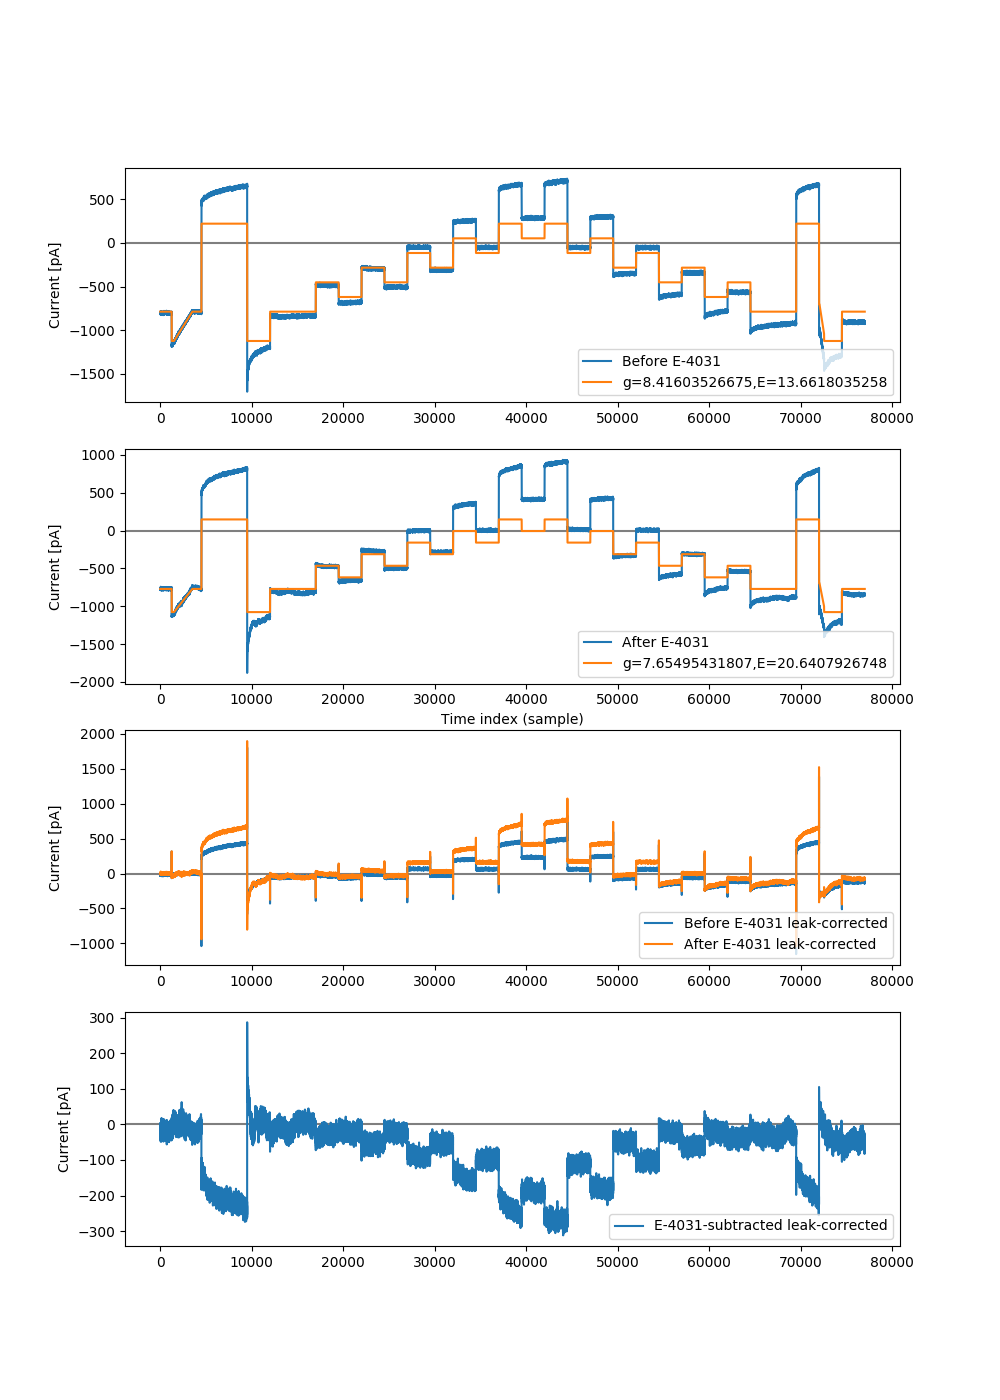 500
0
−500
−1000
−1500
Current [pA]
Before E-4031
g=8.41603526675,E=13.6618035258
0 10000 20000 30000 40000 50000 60000 70000 80000
1000
500
0
−500
−1000
−1500
−2000
Current [pA]
After E-4031
g=7.65495431807,E=20.6407926748
0 10000 20000 30000 40000 50000 60000 70000 80000
Time index (sample)
2000
1500
1000
500
0
−500
−1000
Current [pA]
Before E-4031 leak-corrected
After E-4031 leak-corrected
0 10000 20000 30000 40000 50000 60000 70000 80000
300
200
100
0
−100
−200
−300
Current [pA]
E-4031-subtracted leak-corrected
0 10000 20000 30000 40000 50000 60000 70000 80000